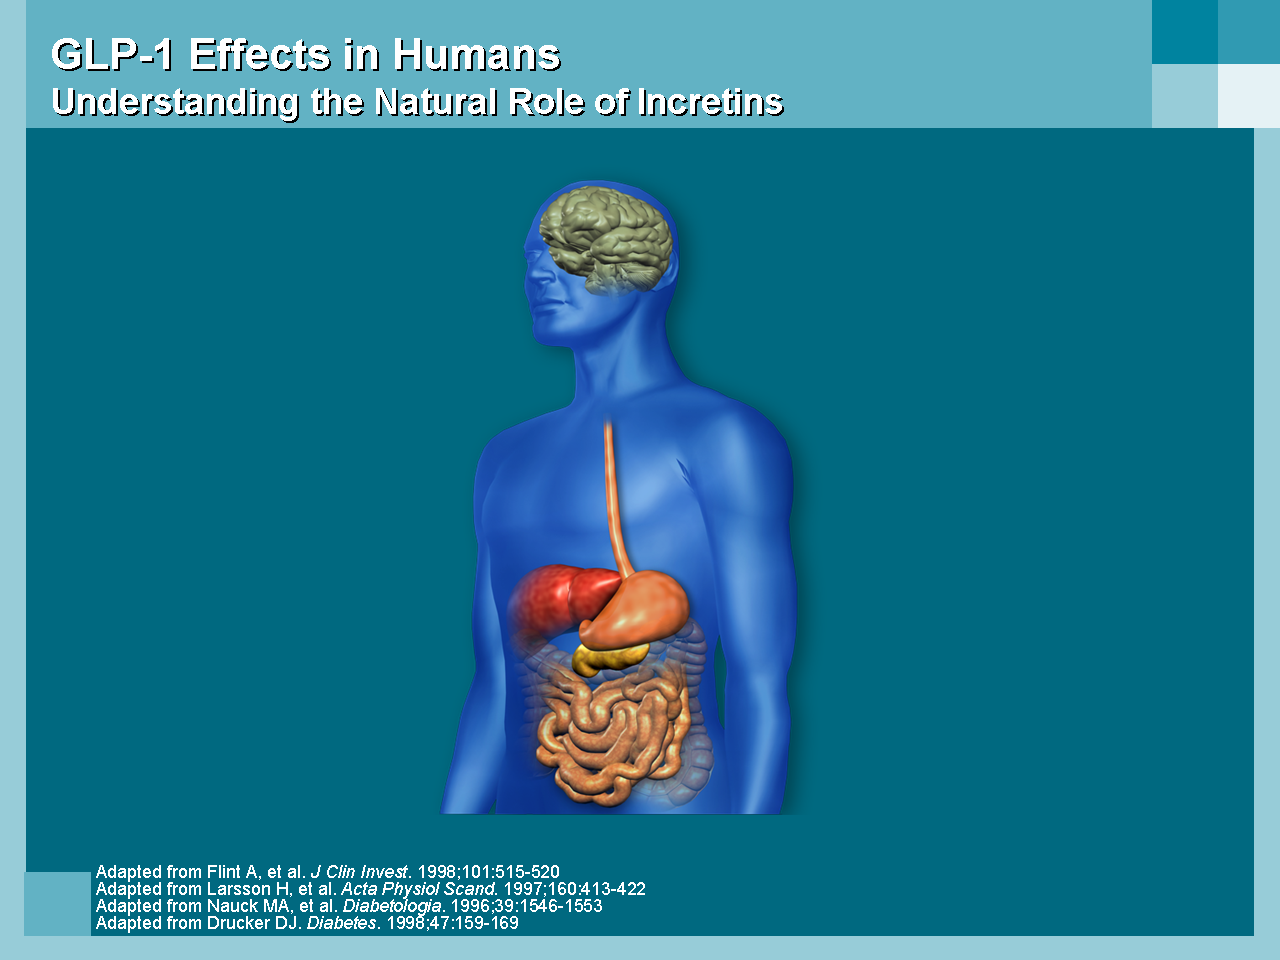 GLP-1 Effects in Humans
Understanding the Natural Role of Incretins
Adapted from Flint A, et al. J Clin Invest. 1998;101:515-520
Adapted from Larsson H, et al. Acta Physiol Scand. 1997;160:413-422
Adapted from Nauck MA, et al. Diabetologia. 1996;39:1546-1553
Adapted from Drucker DJ. Diabetes. 1998;47:159-169